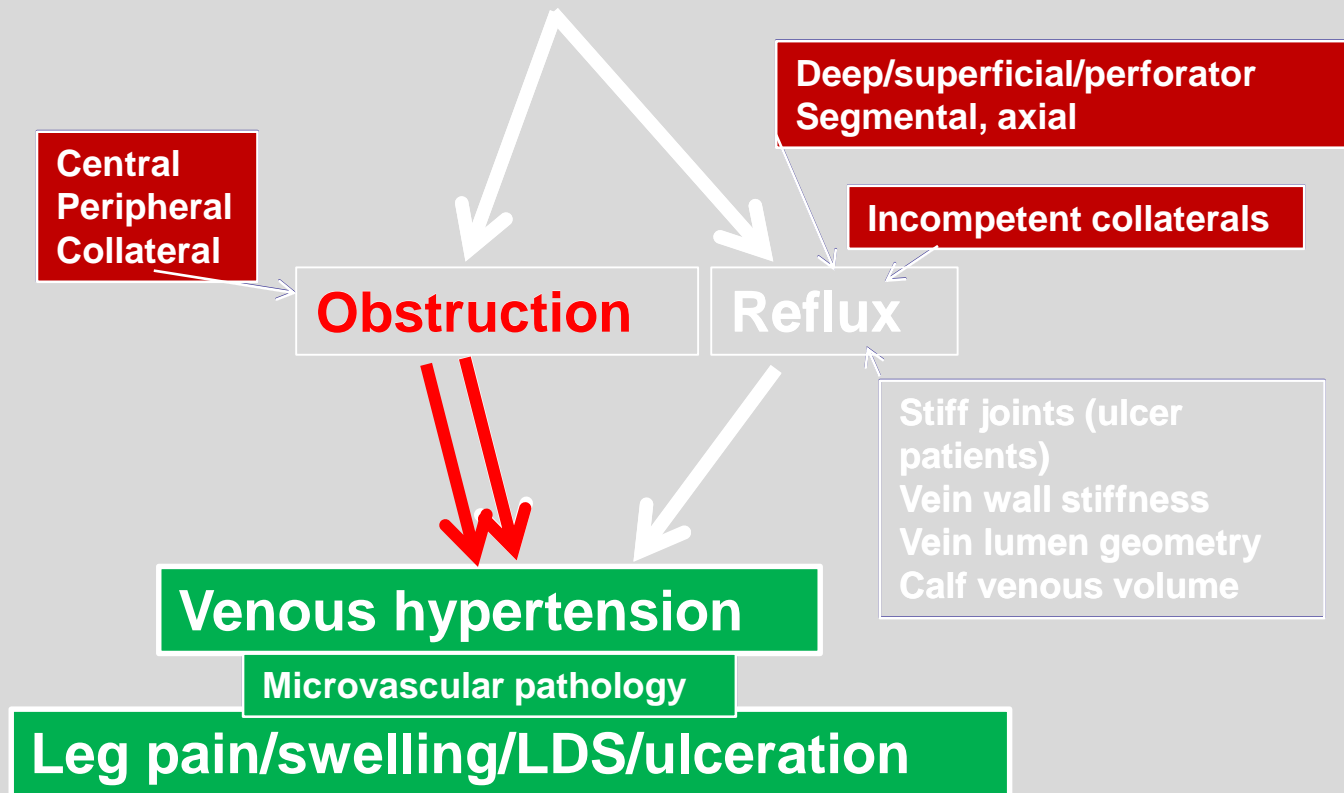 Deep/superficial/perforator
Segmental, axial
Central
Peripheral
Collateral
Incompetent collaterals
Obstruction
Reflux
Stiff joints (ulcer
patients)
Vein wall stiffness
Vein lumen geometry
Calf venous volume
Venous hypertension
Microvascular pathology
Leg pain/swelling/LDS/ulceration